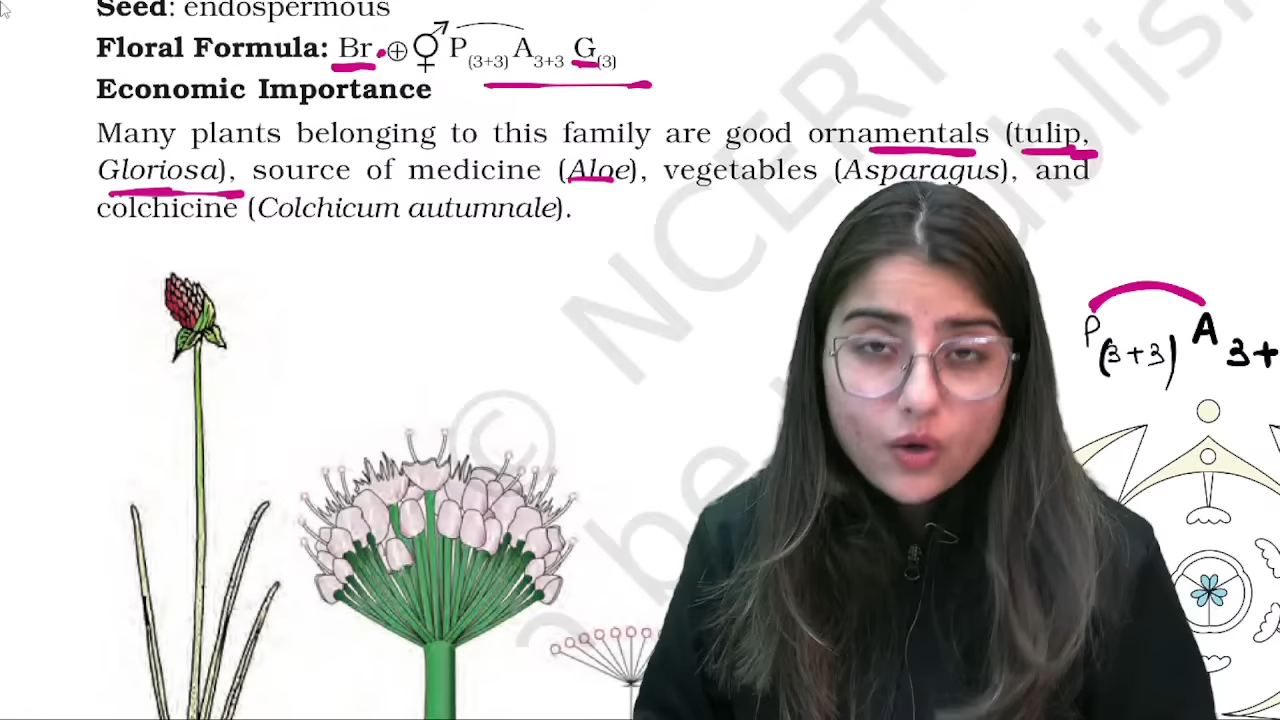 Seed: endospermous
Floral Formula: Br ⊕ ⚥ P(3+3) A3+3 G(3)
Economic Importance
Many plants belonging to this family are good ornamentals (tulip,
Gloriosa), source of medicine (Aloe), vegetables (Asparagus), and
colchicine (Colchicum autumnale).
P(3+3) A 3+
© NCERT